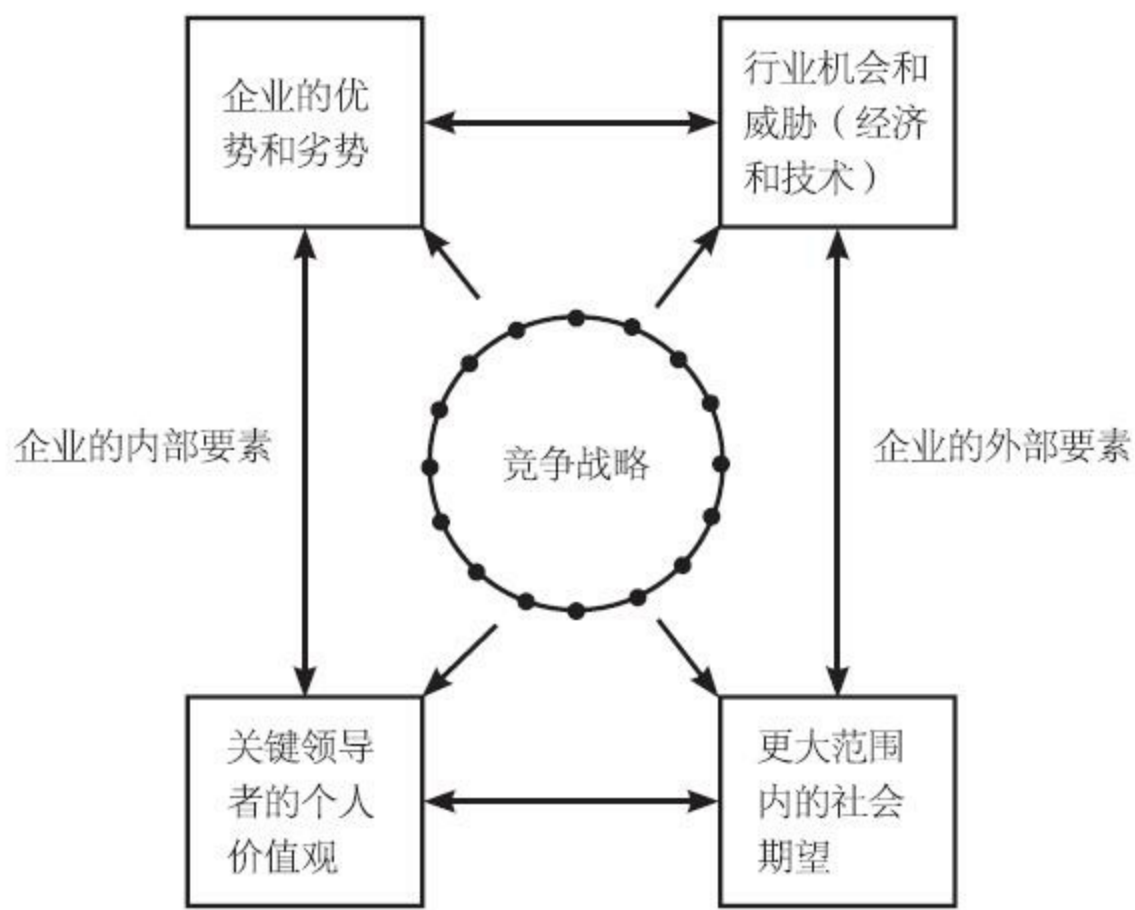 企业的优
势和劣势
行业机会和
威胁（经济
和技术）
企业的内部要素
竞争战略
企业的外部要素
关键领导
者的个人
价值观
更大范围
内的社会
期望